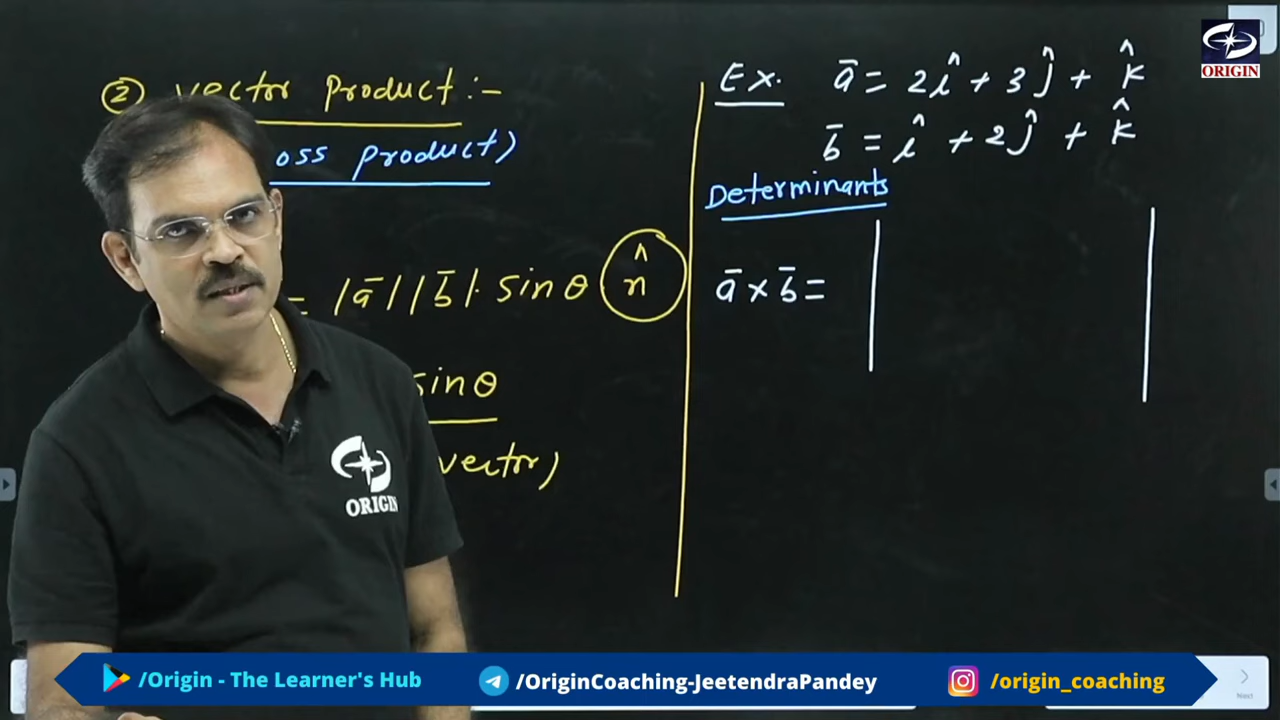 ② vector Product :-
oss product)
= |a̅||b̅|. sinθ n̂
sinθ
vector)
Ex. a̅ = 2î + 3ĵ + k̂
b̅ = î + 2ĵ + k̂
Determinants
a̅ × b̅ =
ORIGIN
ORIGIN
/Origin - The Learner's Hub
/OriginCoaching-JeetendraPandey
/origin_coaching
Next